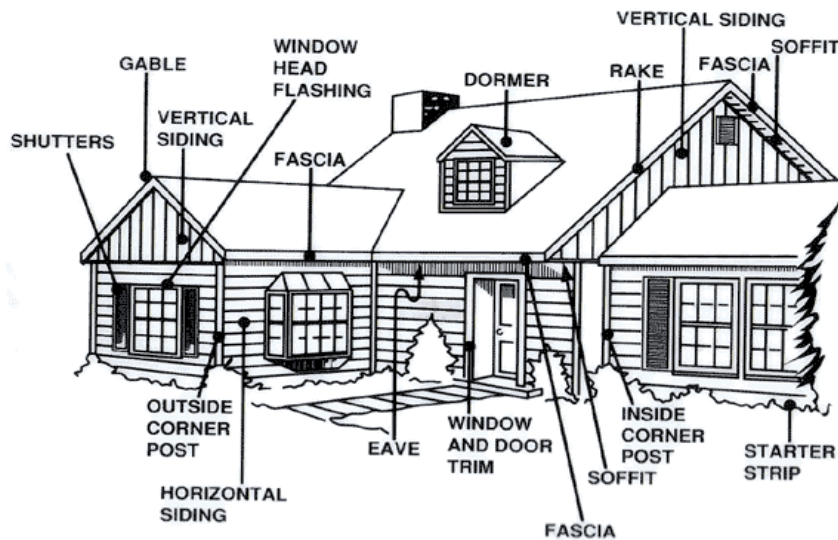 VERTICAL SIDING
SOFFIT
WINDOW
HEAD
FLASHING
GABLE
DORMER
RAKE
FASCIA
VERTICAL
SIDING
SHUTTERS
FASCIA
OUTSIDE
CORNER
POST
EAVE
WINDOW
AND DOOR
TRIM
INSIDE
CORNER
POST
SOFFIT
STARTER
STRIP
HORIZONTAL
SIDING
FASCIA